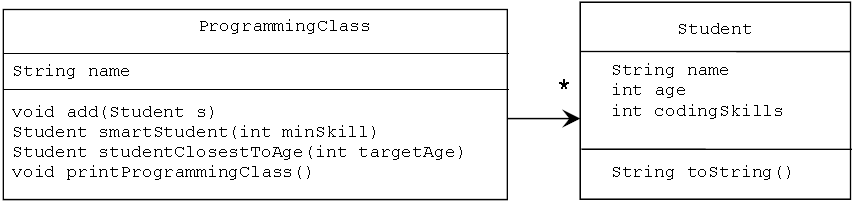 ProgrammingClass
String name
void add(Student s)
Student smartStudent(int minSkill)
Student studentClosestToAge(int targetAge)
void printProgrammingClass()
*
Student
String name
int age
int codingSkills
String toString()